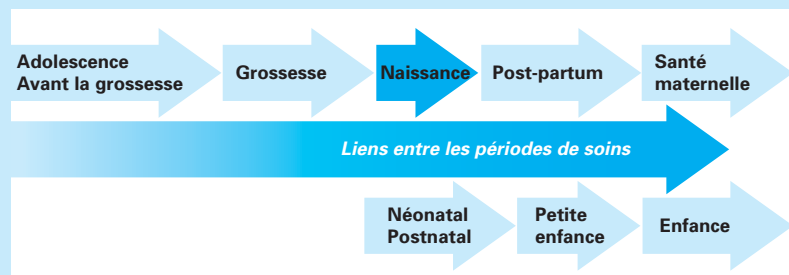 Adolescence
Avant la grossesse
Grossesse
Naissance
Post-partum
Santé
maternelle
Liens entre les périodes de soins
Néonatal
Postnatal
Petite
enfance
Enfance